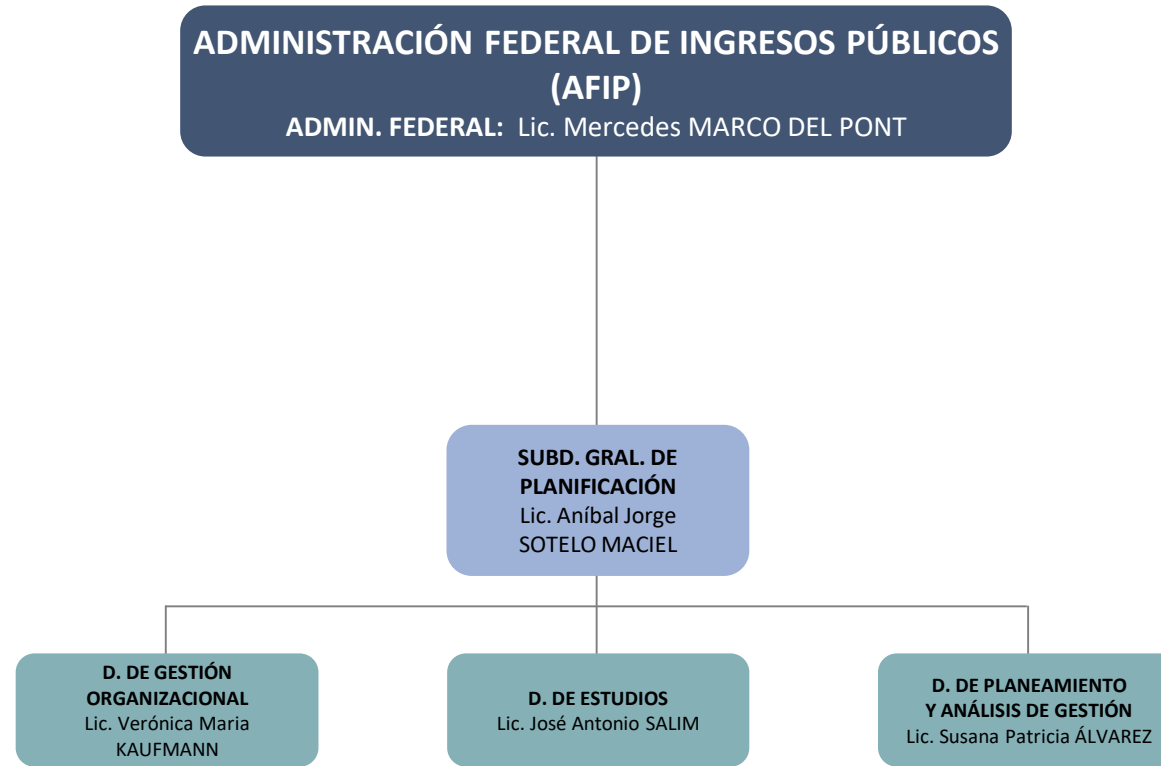 ADMINISTRACIÓN FEDERAL DE INGRESOS PÚBLICOS
(AFIP)
ADMIN. FEDERAL: Lic. Mercedes MARCO DEL PONT
SUBD. GRAL. DE
PLANIFICACIÓN
Lic. Aníbal Jorge
SOTELO MACIEL
D. DE GESTIÓN
ORGANIZACIONAL
Lic. Verónica Maria
KAUFMANN
D. DE ESTUDIOS
Lic. José Antonio SALIM
D. DE PLANEAMIENTO
Y ANÁLISIS DE GESTIÓN
Lic. Susana Patricia ÁLVAREZ